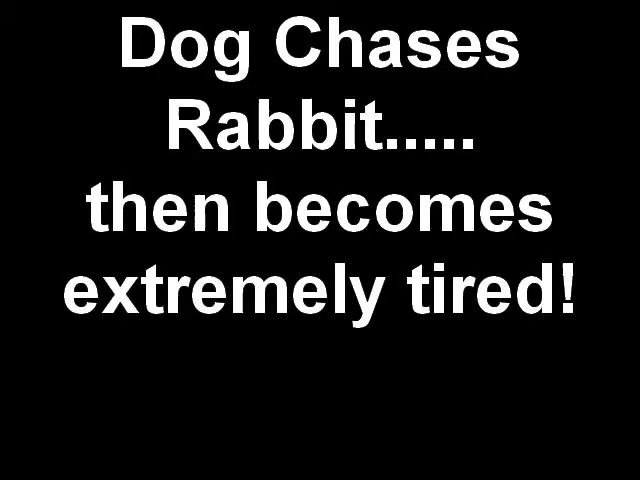 Dog Chases
Rabbit.....
then becomes
extremely tired!